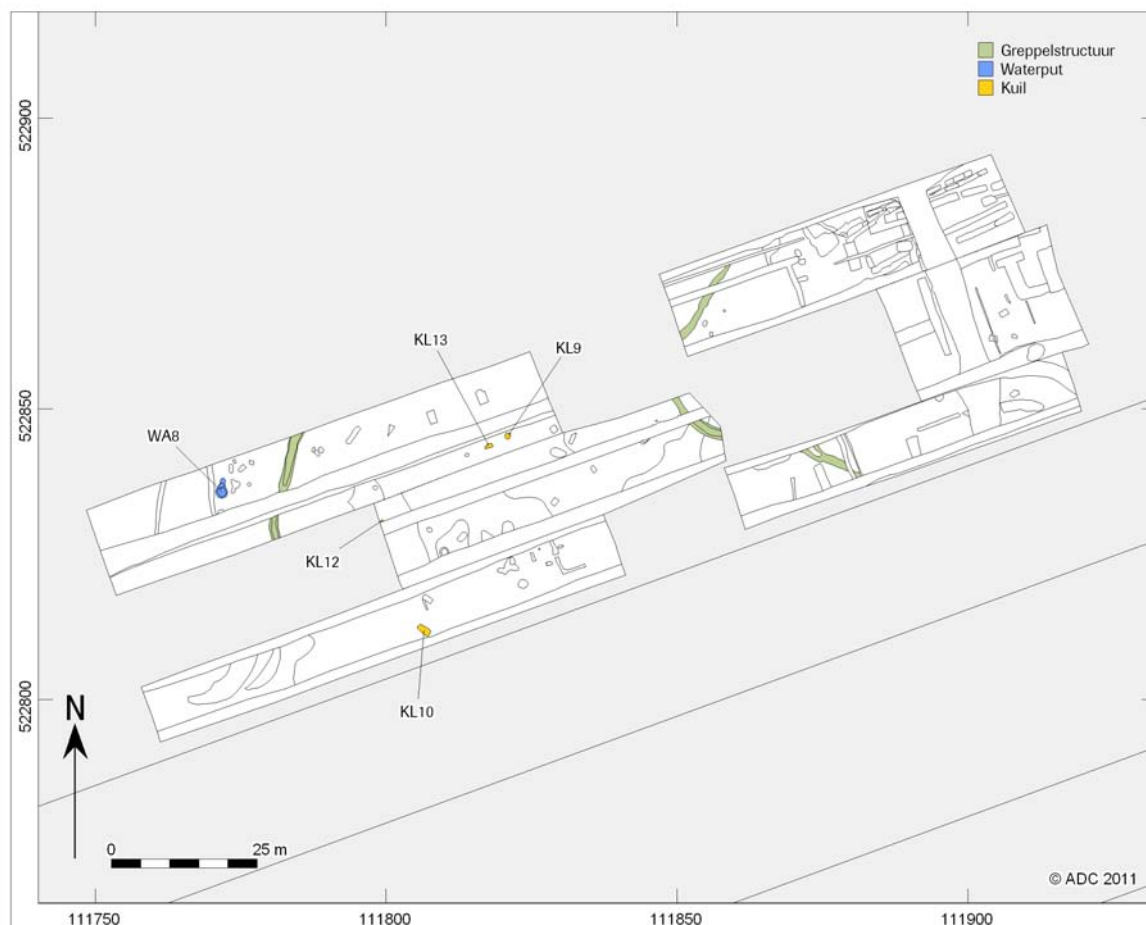 Greppelstructuur
Waterput
Kuil
522900
KL13
KL9
522850
WA8
KL12
522800
KL10
N
0 25 m
© ADC 2011
111750 111800 111850 111900